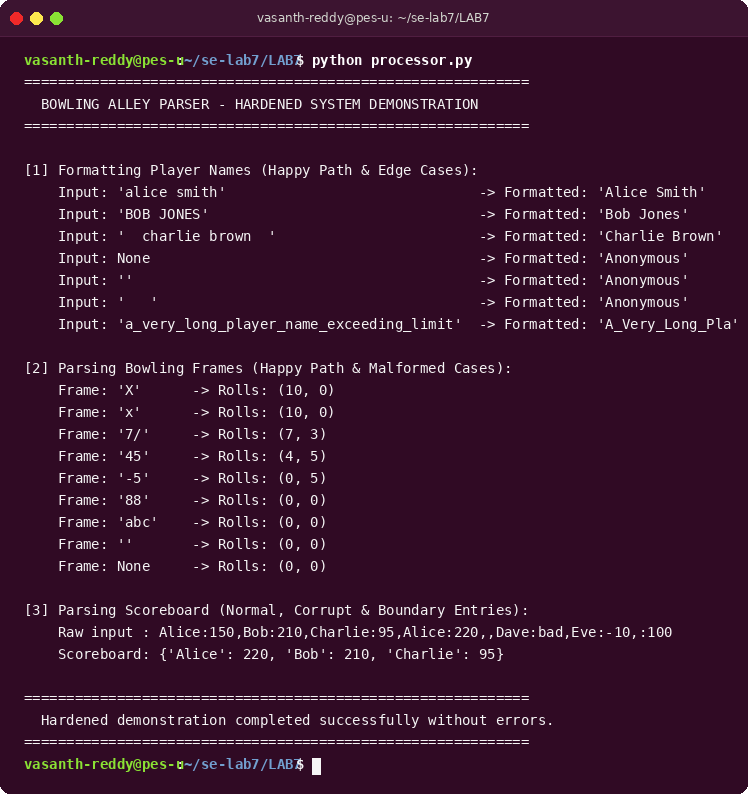 vasanth-reddy@pes-u: ~/se-lab7/LAB7
vasanth-reddy@pes-u:~/se-lab7/LAB7$ python processor.py
============================================================
  BOWLING ALLEY PARSER - HARDENED SYSTEM DEMONSTRATION
============================================================
[1] Formatting Player Names (Happy Path & Edge Cases):
    Input: 'alice smith'                              -> Formatted: 'Alice Smith'
    Input: 'BOB JONES'                                -> Formatted: 'Bob Jones'
    Input: '  charlie brown  '                        -> Formatted: 'Charlie Brown'
    Input: None                                       -> Formatted: 'Anonymous'
    Input: ''                                         -> Formatted: 'Anonymous'
    Input: '   '                                      -> Formatted: 'Anonymous'
    Input: 'a_very_long_player_name_exceeding_limit'  -> Formatted: 'A_Very_Long_Pla'
[2] Parsing Bowling Frames (Happy Path & Malformed Cases):
    Frame: 'X'      -> Rolls: (10, 0)
    Frame: 'x'      -> Rolls: (10, 0)
    Frame: '7/'     -> Rolls: (7, 3)
    Frame: '45'     -> Rolls: (4, 5)
    Frame: '-5'     -> Rolls: (0, 5)
    Frame: '88'     -> Rolls: (0, 0)
    Frame: 'abc'    -> Rolls: (0, 0)
    Frame: ''       -> Rolls: (0, 0)
    Frame: None     -> Rolls: (0, 0)
[3] Parsing Scoreboard (Normal, Corrupt & Boundary Entries):
    Raw input : Alice:150,Bob:210,Charlie:95,Alice:220,,Dave:bad,Eve:-10,:100
    Scoreboard: {'Alice': 220, 'Bob': 210, 'Charlie': 95}
============================================================
  Hardened demonstration completed successfully without errors.
============================================================
vasanth-reddy@pes-u:~/se-lab7/LAB7$